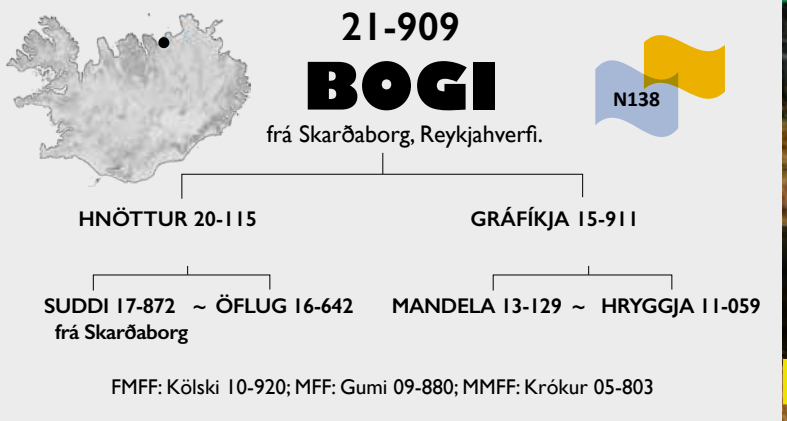 21-909
BOGI
N138
frá Skarðaborg, Reykjahverfi.
HNÖTTUR 20-115 GRÁFÍKJA 15-911
SUDDI 17-872 ~ ÖFLUG 16-642 MANDELA 13-129 ~ HRYGGJA 11-059
frá Skarðaborg
FMFF: Kölski 10-920; MFF: Gumi 09-880; MMFF: Krókur 05-803